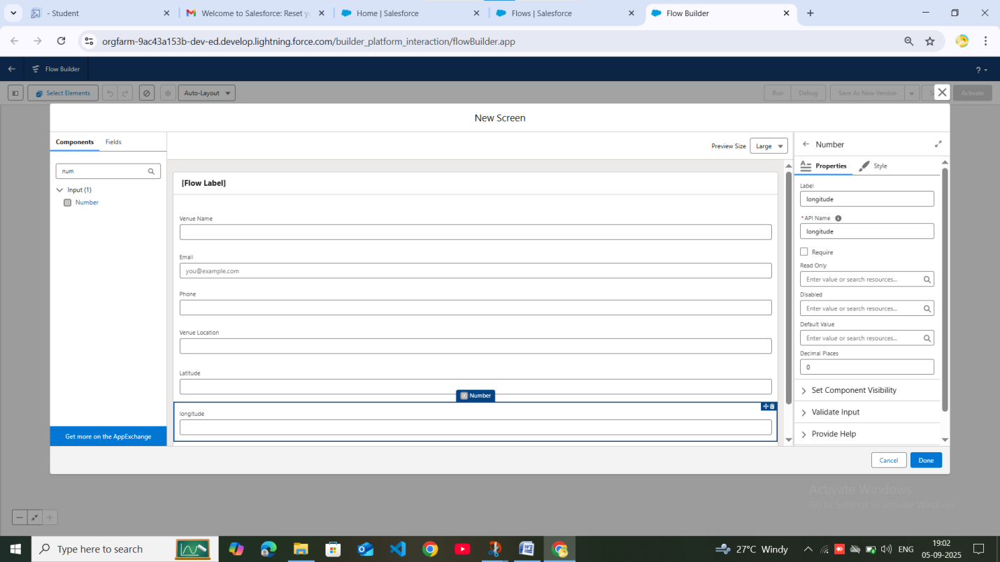 - Student
Welcome to Salesforce: Reset y
Home | Salesforce
Flows | Salesforce
Flow Builder
orgfarm-9ac43a153b-dev-ed.develop.lightning.force.com/builder_platform_interaction/flowBuilder.app
Flow Builder
?
Select Elements
Auto-Layout
Run
Debug
Save As New Version
Activate
New Screen
Components
Fields
Preview Size
Large
Number
num
Input (1)
Number
[Flow Label]
Venue Name
Email
you@example.com
Phone
Venue Location
Latitude
Number
longitude
Properties
Style
Label
longitude
*API Name
longitude
Require
Read Only
Enter value or search resources...
Disabled
Enter value or search resources...
Default Value
Enter value or search resources...
Decimal Places
0
Set Component Visibility
Validate Input
Provide Help
Get more on the AppExchange
Cancel
Done
Activate Windows
Go to Settings to activate Windows.
Type here to search
27°C Windy
ENG
19:02
05-09-2025